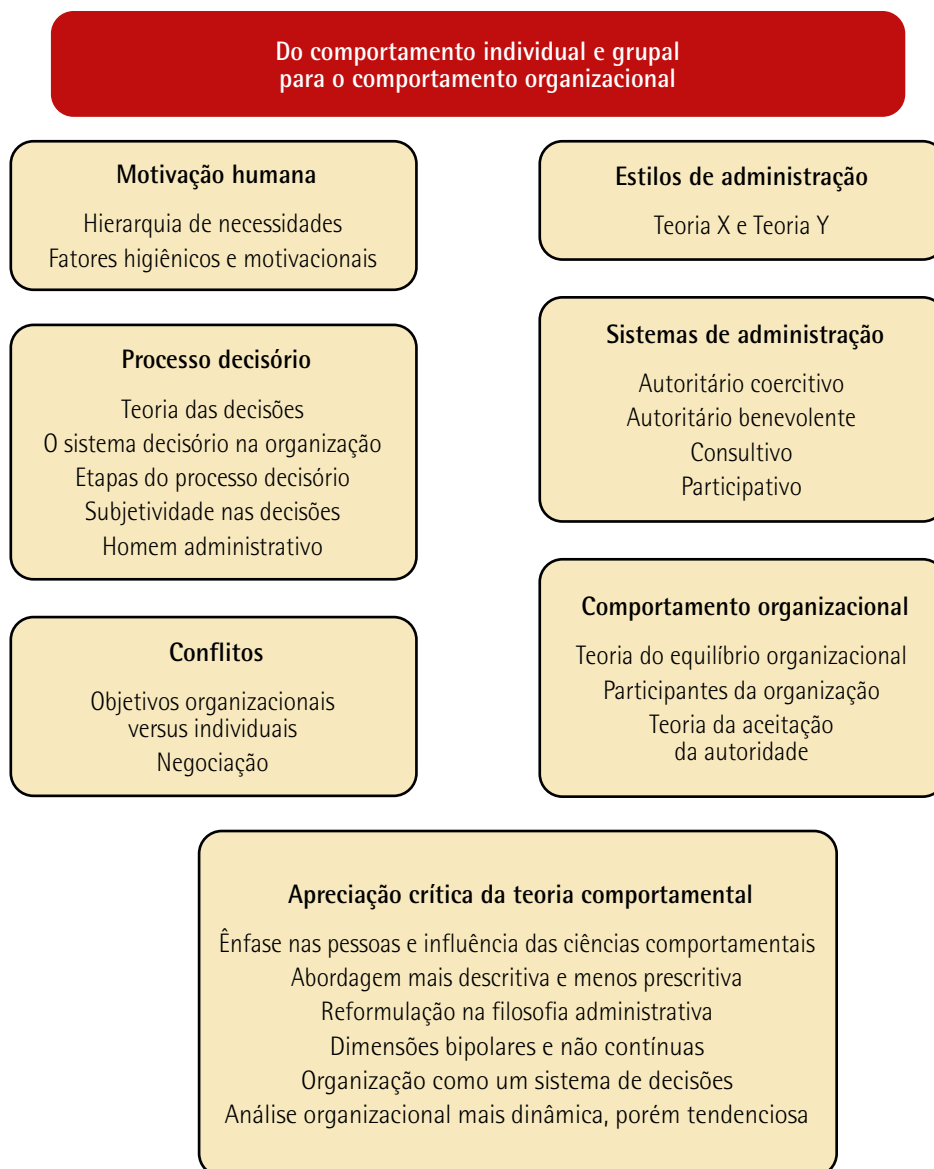 Do comportamento individual e grupal
para o comportamento organizacional
Motivação humana
Hierarquia de necessidades
Fatores higiênicos e motivacionais
Processo decisório
Teoria das decisões
O sistema decisório na organização
Etapas do processo decisório
Subjetividade nas decisões
Homem administrativo
Conflitos
Objetivos organizacionais
versus individuais
Negociação
Estilos de administração
Teoria X e Teoria Y
Sistemas de administração
Autoritário coercitivo
Autoritário benevolente
Consultivo
Participativo
Comportamento organizacional
Teoria do equilíbrio organizacional
Participantes da organização
Teoria da aceitação
da autoridade
Apreciação crítica da teoria comportamental
Ênfase nas pessoas e influência das ciências comportamentais
Abordagem mais descritiva e menos prescritiva
Reformulação na filosofia administrativa
Dimensões bipolares e não contínuas
Organização como um sistema de decisões
Análise organizacional mais dinâmica, porém tendenciosa